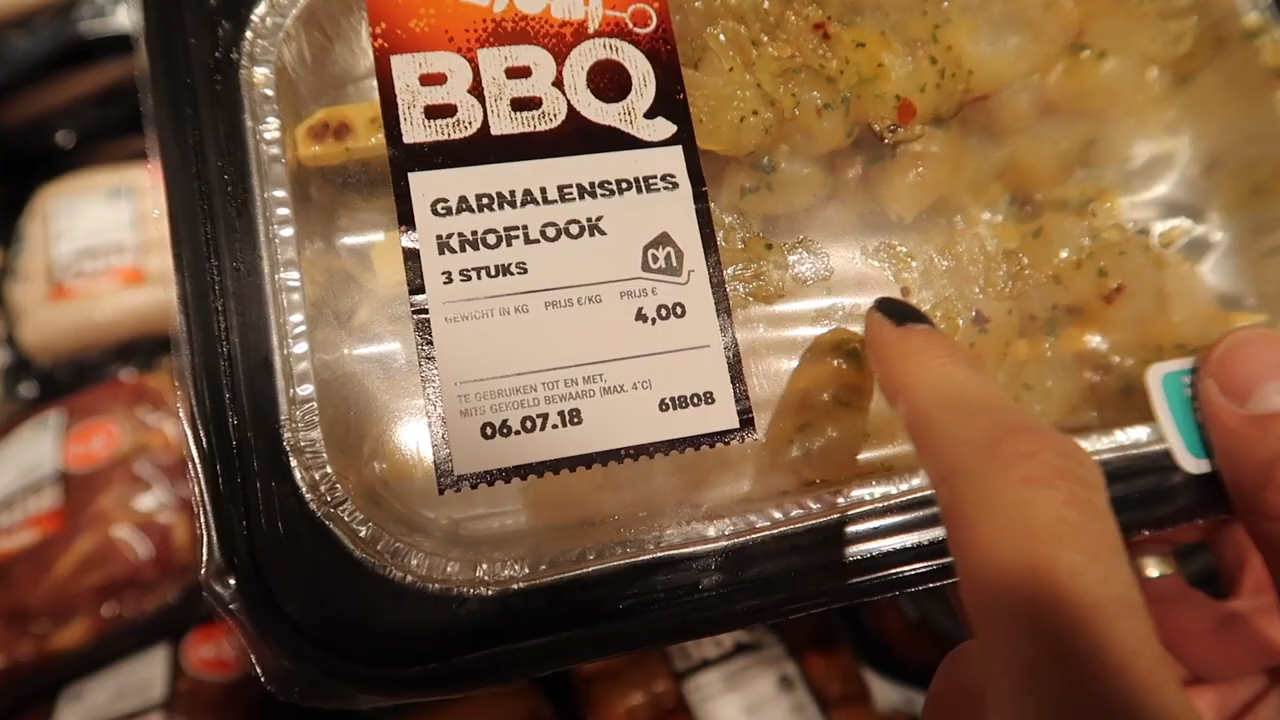 BBQ
GARNALENSPIES
KNOFLOOK
3 STUKS
GEWICHT IN KG PRIJS €/KG PRIJS €
4,00
TE GEBRUIKEN TOT EN MET,
MITS GEKOELD BEWAARD (MAX. 4°C)
06.07.18 61808